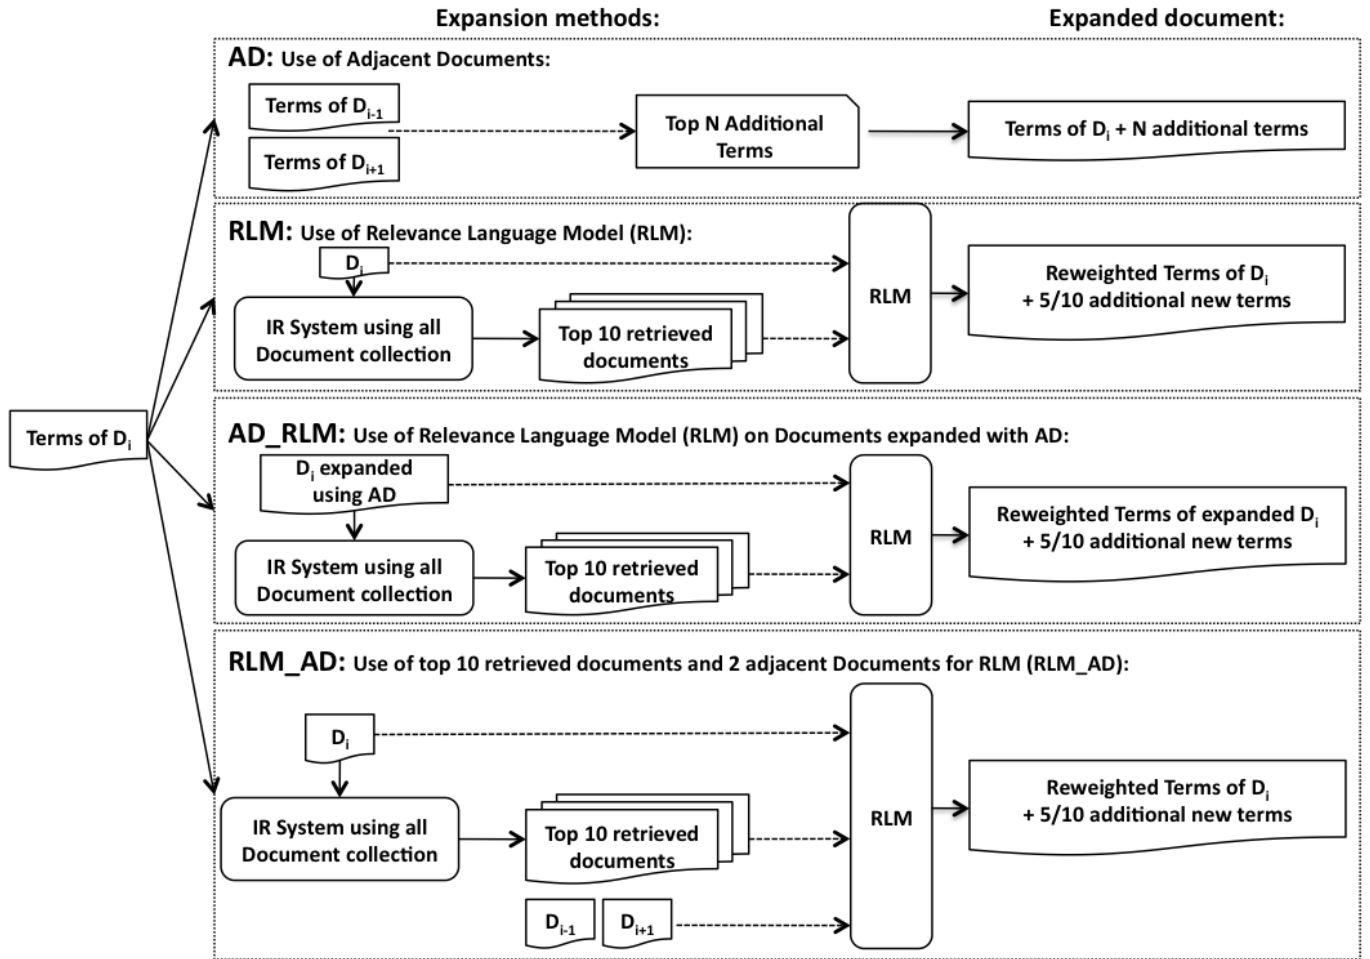 Expansion methods:
Expanded document:
AD: Use of Adjacent Documents:
Terms of Di-1
Terms of Di+1
Top N Additional
Terms
Terms of Di + N additional terms
RLM: Use of Relevance Language Model (RLM):
Di
IR System using all
Document collection
Top 10 retrieved
documents
RLM
Reweighted Terms of Di
+ 5/10 additional new terms
Terms of Di
AD_RLM: Use of Relevance Language Model (RLM) on Documents expanded with AD:
Di expanded
using AD
IR System using all
Document collection
Top 10 retrieved
documents
RLM
Reweighted Terms of expanded Di
+ 5/10 additional new terms
RLM_AD: Use of top 10 retrieved documents and 2 adjacent Documents for RLM (RLM_AD):
Di
IR System using all
Document collection
Top 10 retrieved
documents
Di-1
Di+1
RLM
Reweighted Terms of Di
+ 5/10 additional new terms